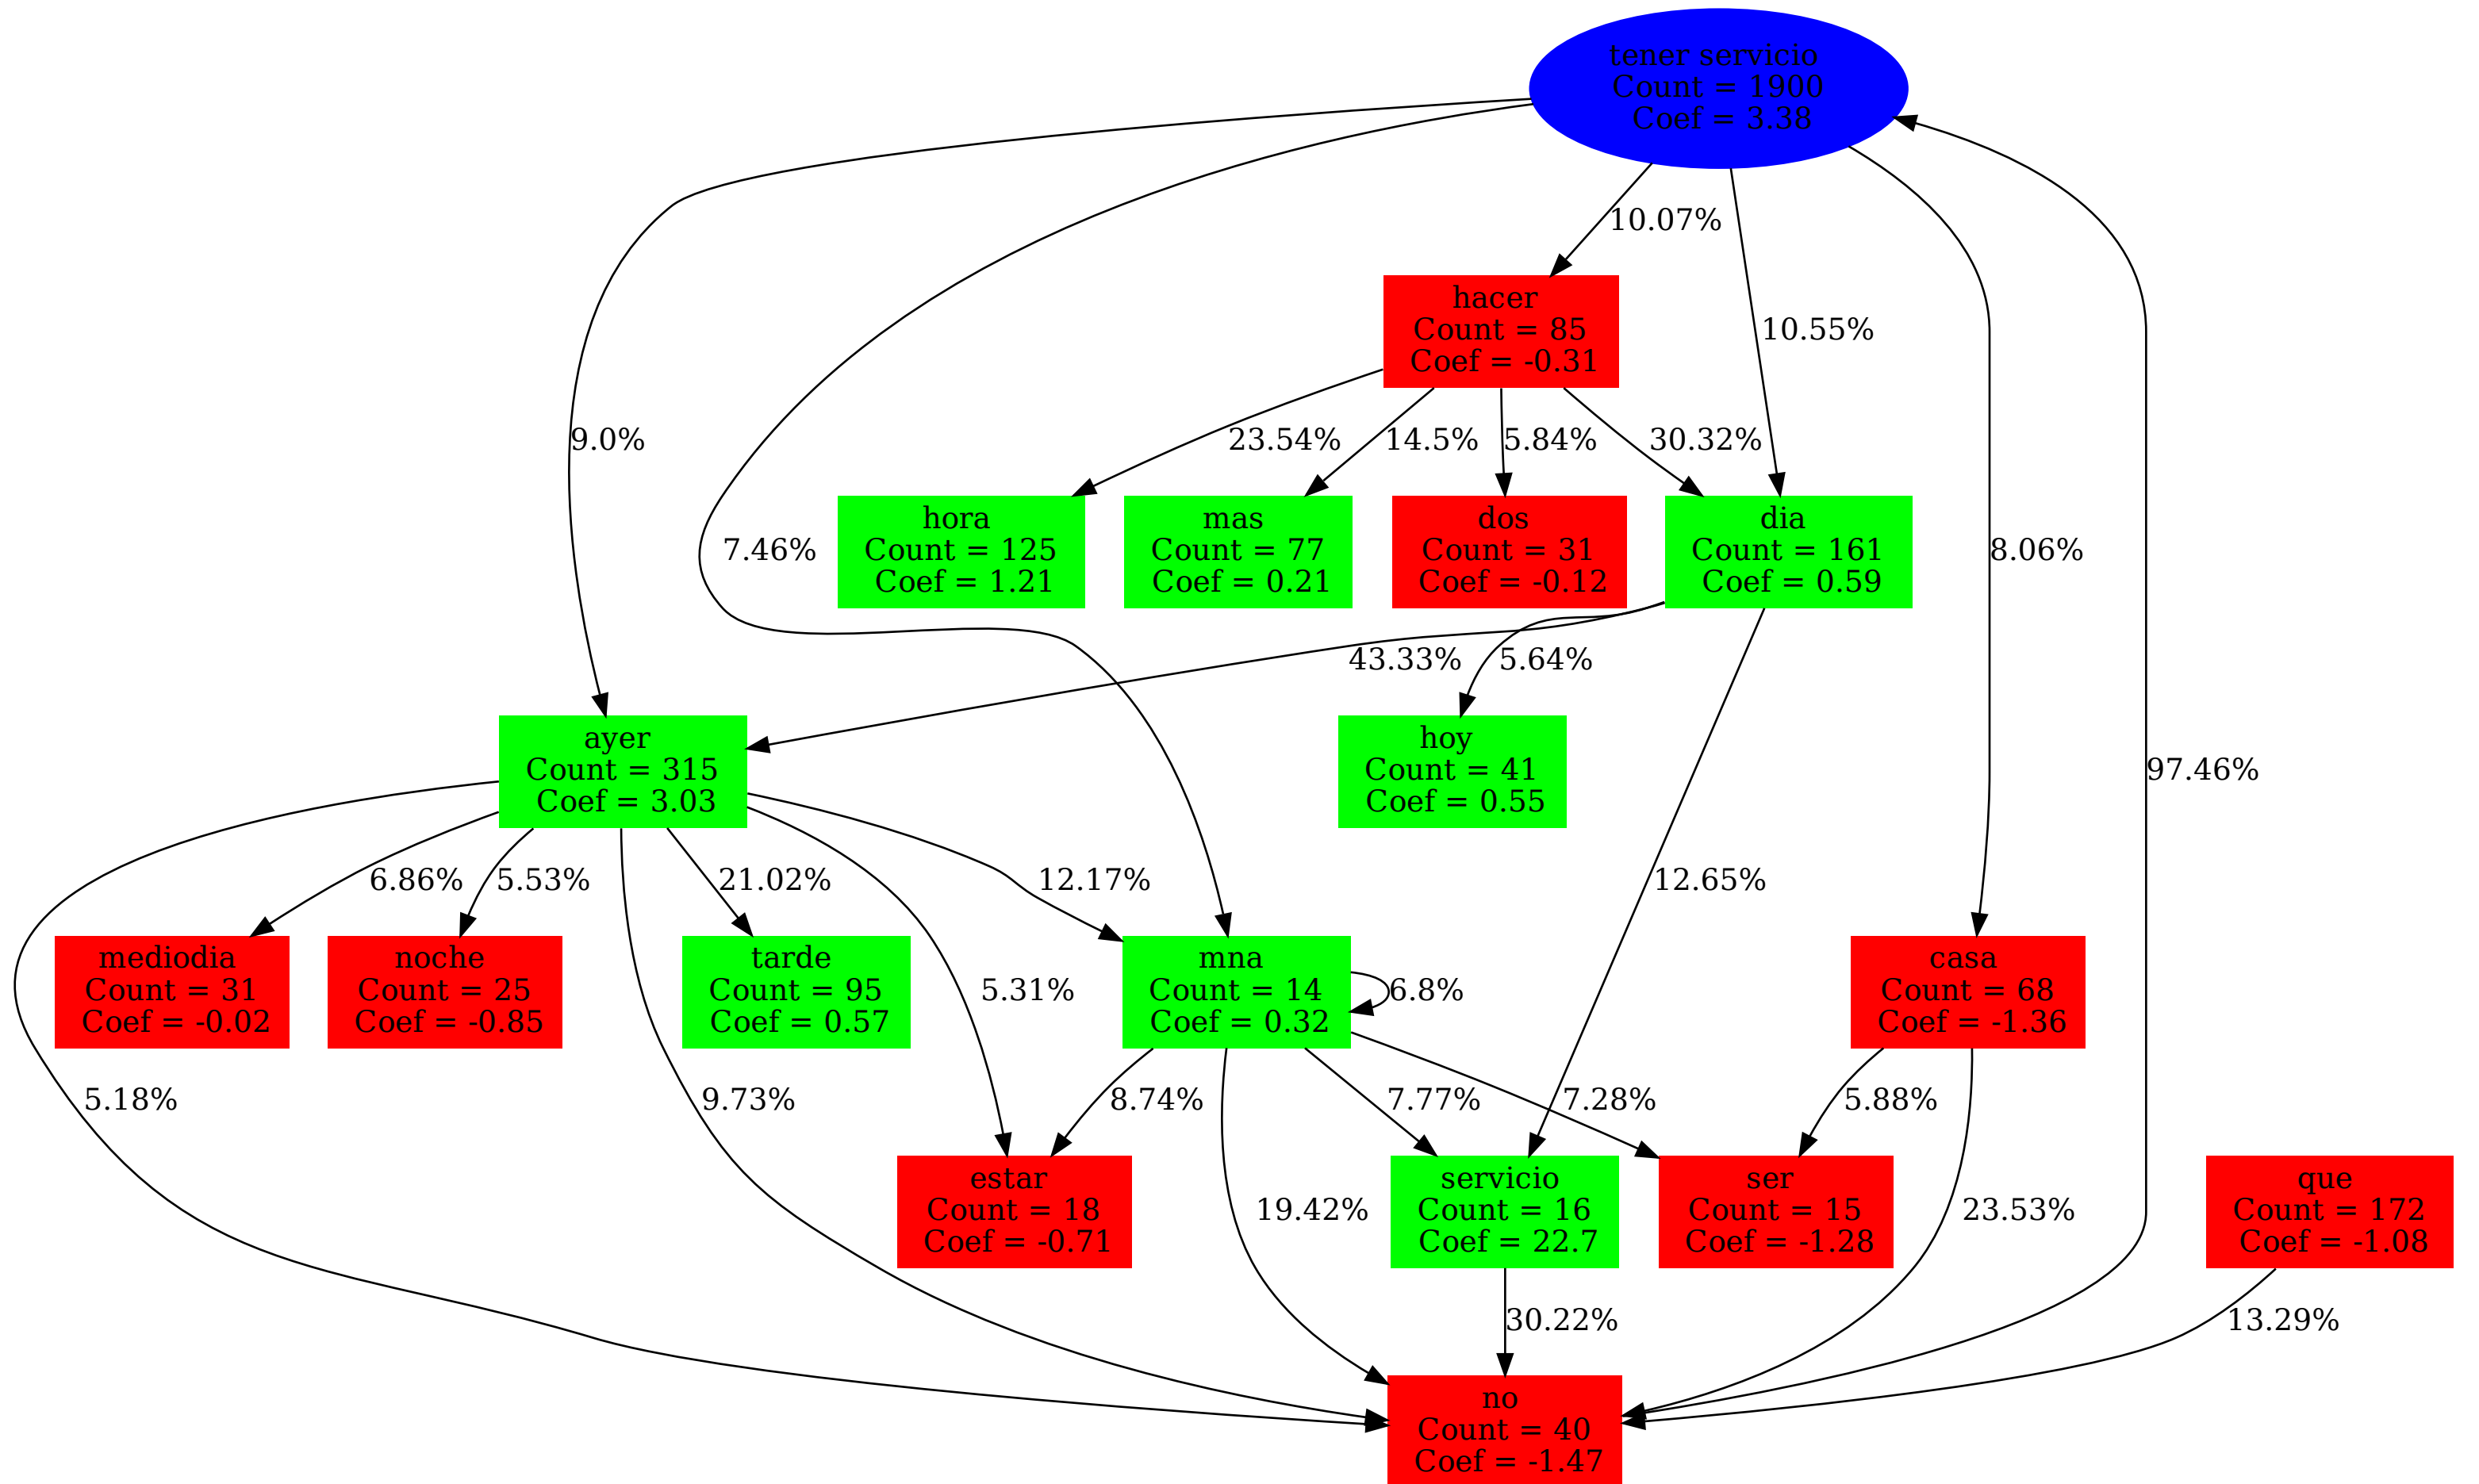 tener servicio
Count = 1900
Coef = 3.38
10.07%
hacer
Count = 85
Coef = -0.31
10.55%
9.0%
23.54%
14.5%
5.84%
30.32%
7.46%
hora
Count = 125
Coef = 1.21
mas
Count = 77
Coef = 0.21
dos
Count = 31
Coef = -0.12
dia
Count = 161
Coef = 0.59
8.06%
43.33%
5.64%
ayer
Count = 315
Coef = 3.03
hoy
Count = 41
Coef = 0.55
97.46%
6.86%
5.53%
21.02%
12.17%
12.65%
mediodia
Count = 31
Coef = -0.02
noche
Count = 25
Coef = -0.85
tarde
Count = 95
Coef = 0.57
5.31%
mna
Count = 14
Coef = 0.32
6.8%
casa
Count = 68
Coef = -1.36
5.18%
9.73%
8.74%
7.77%
7.28%
5.88%
estar
Count = 18
Coef = -0.71
19.42%
servicio
Count = 16
Coef = 22.7
ser
Count = 15
Coef = -1.28
23.53%
que
Count = 172
Coef = -1.08
30.22%
13.29%
no
Count = 40
Coef = -1.47